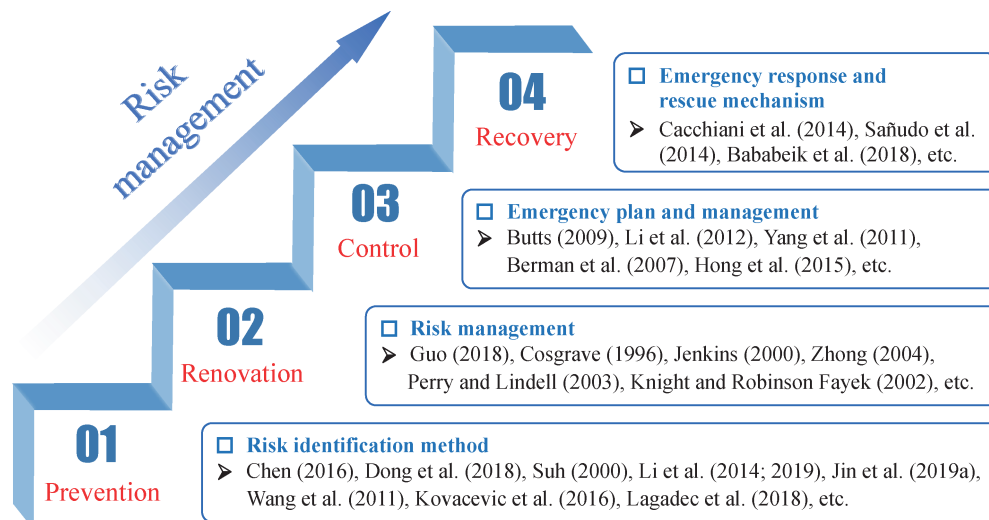 Risk
management
04
Recovery
Emergency response and
rescue mechanism
Cacchiani et al. (2014), Sañudo et al.
(2014), Bababeik et al. (2018), etc.
03
Control
Emergency plan and management
Butts (2009), Li et al. (2012), Yang et al. (2011),
Berman et al. (2007), Hong et al. (2015), etc.
02
Renovation
Risk management
Guo (2018), Cosgrave (1996), Jenkins (2000), Zhong (2004),
Perry and Lindell (2003), Knight and Robinson Fayek (2002), etc.
01
Prevention
Risk identification method
Chen (2016), Dong et al. (2018), Suh (2000), Li et al. (2014; 2019), Jin et al. (2019a),
Wang et al. (2011), Kovacevic et al. (2016), Lagadec et al. (2018), etc.